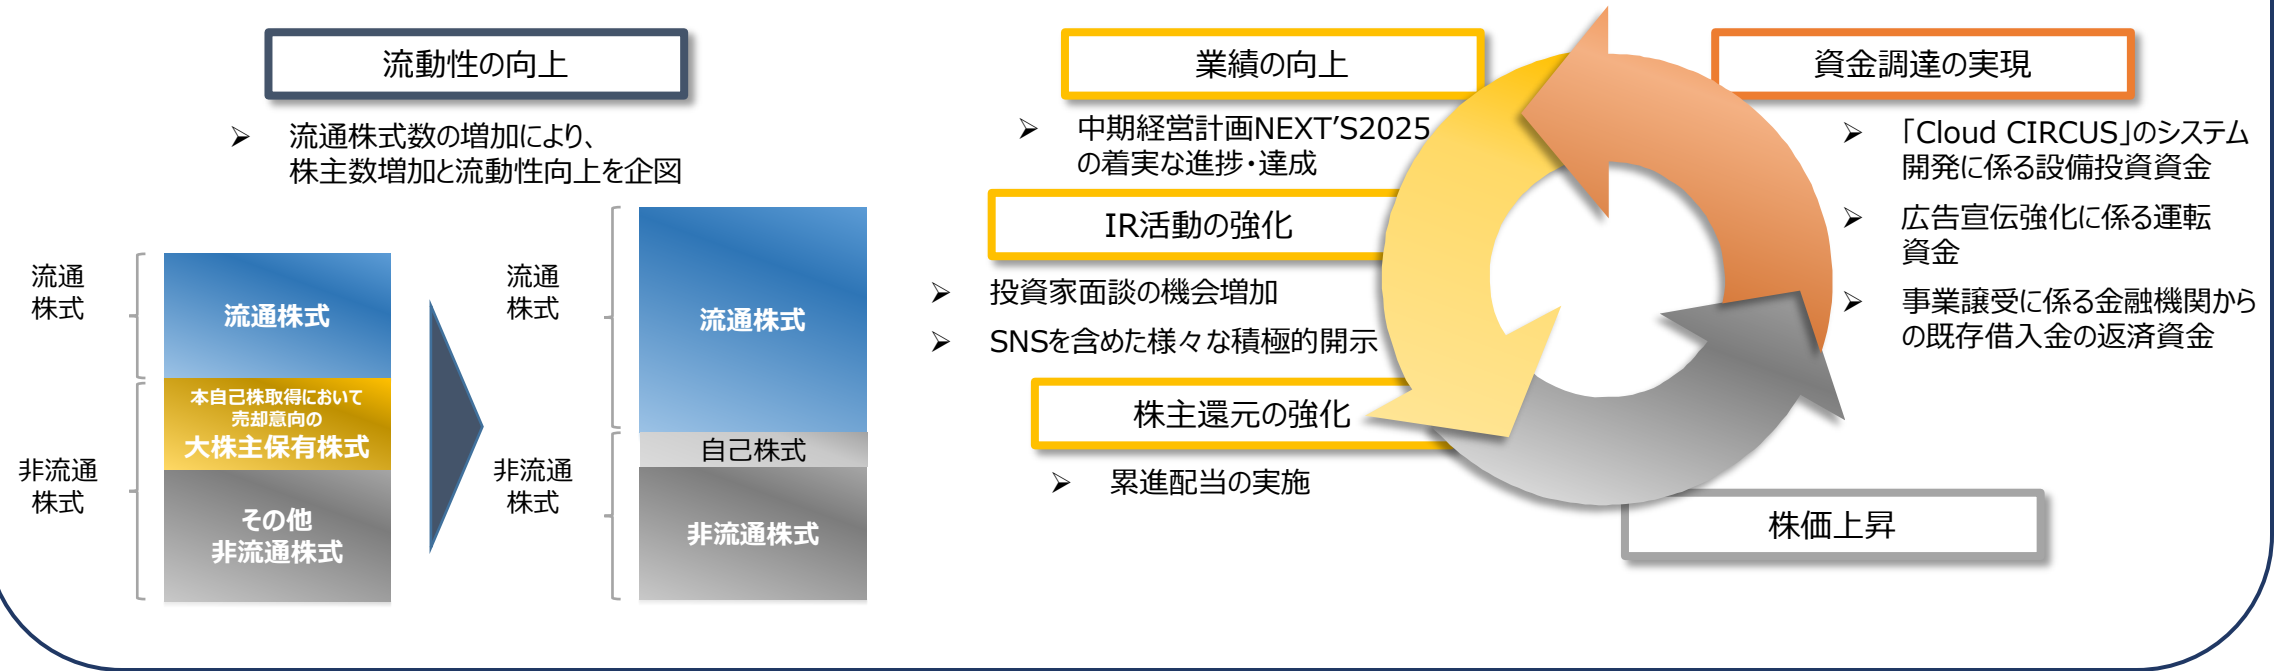 流動性の向上
➢ 流通株式数の増加により、
株主数増加と流動性向上を企図
流通
株式
非流通
株式
流通株式
本自己株取得において
売却意向の
大株主保有株式
その他
非流通株式
流通
株式
非流通
株式
流通株式
自己株式
非流通株式
業績の向上
➢ 中期経営計画NEXT'S2025
の着実な進捗・達成
IR活動の強化
➢ 投資家面談の機会増加
➢ SNSを含めた様々な積極的開示
株主還元の強化
➢ 累進配当の実施
資金調達の実現
➢ 「Cloud CIRCUS」のシステム
開発に係る設備投資資金
➢ 広告宣伝強化に係る運転
資金
➢ 事業譲受に係る金融機関から
の既存借入金の返済資金
株価上昇